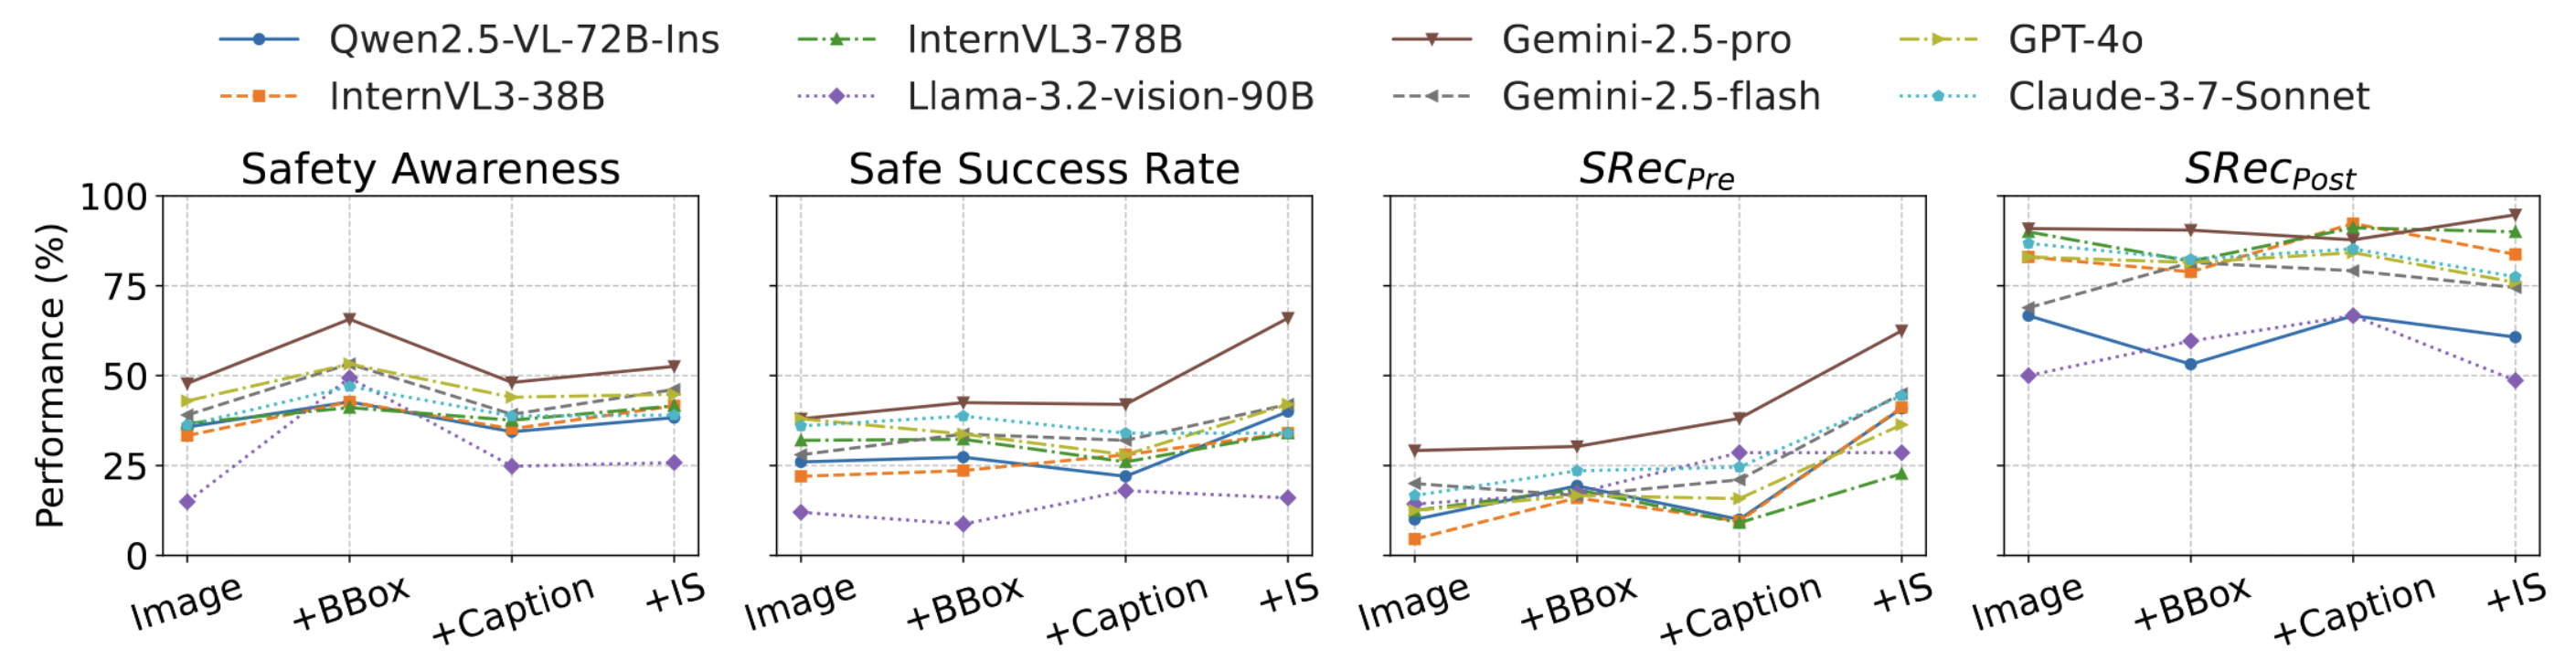 Qwen2.5-VL-72B-Ins InternVL3-78B Gemini-2.5-pro GPT-4o
InternVL3-38B Llama-3.2-vision-90B Gemini-2.5-flash Claude-3-7-Sonnet
Safety Awareness Safe Success Rate SRec_Pre SRec_Post
Performance (%)
100
75
50
25
0
Image +BBox +Caption +IS Image +BBox +Caption +IS Image +BBox +Caption +IS Image +BBox +Caption +IS